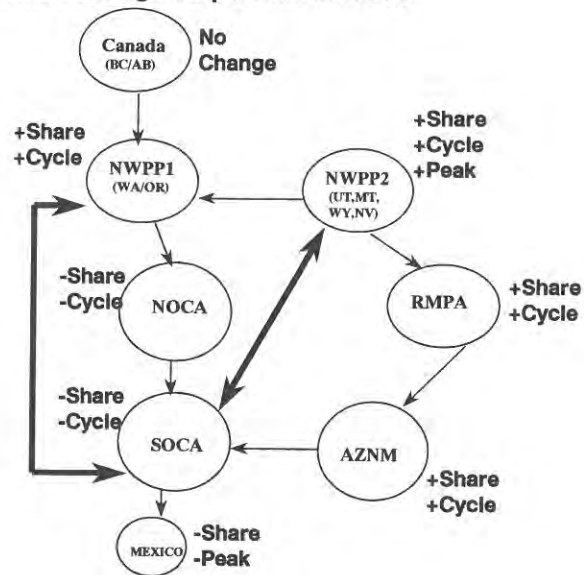 Canada
(BC/AB)
No
Change
+Share
+Cycle
NWPP1
(WA/OR)
+Share
+Cycle
+Peak
NWPP2
(UT,MT,
WY,NV)
-Share
-Cycle
NOCA
RMPA
+Share
+Cycle
-Share
-Cycle
SOCA
AZNM
+Share
+Cycle
MEXICO
-Share
-Peak